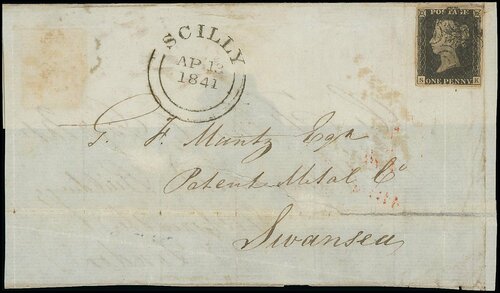 SCILLY
AP 12
1841
POSTAGE
S K
ONE PENNY
G. F. Muntz Esqr
Patent Metal Co
Swansea